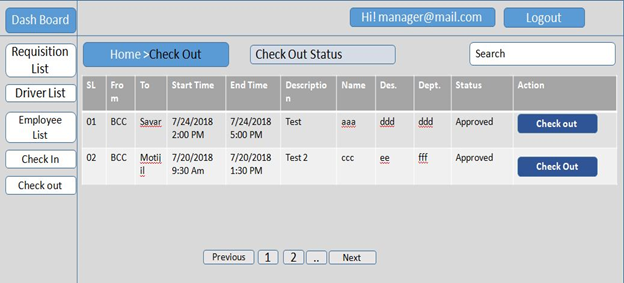 Dash Board
Hi! manager@mail.com
Logout
Requisition
List
Driver List
Employee
List
Check In
Check out
Home >Check Out
Check Out Status
Search
SL Fro To Start Time End Time Descriptio Name Des. Dept. Status Action
m n
01 BCC Savar 7/24/2018 7/24/2018 Test aaa ddd ddd Approved Check out
2:00 PM 5:00 PM
02 BCC Motij 7/20/2018 7/20/2018 Test 2 ccc ee fff Approved Check Out
il 9:30 Am 1:30 PM
Previous 1 2 .. Next